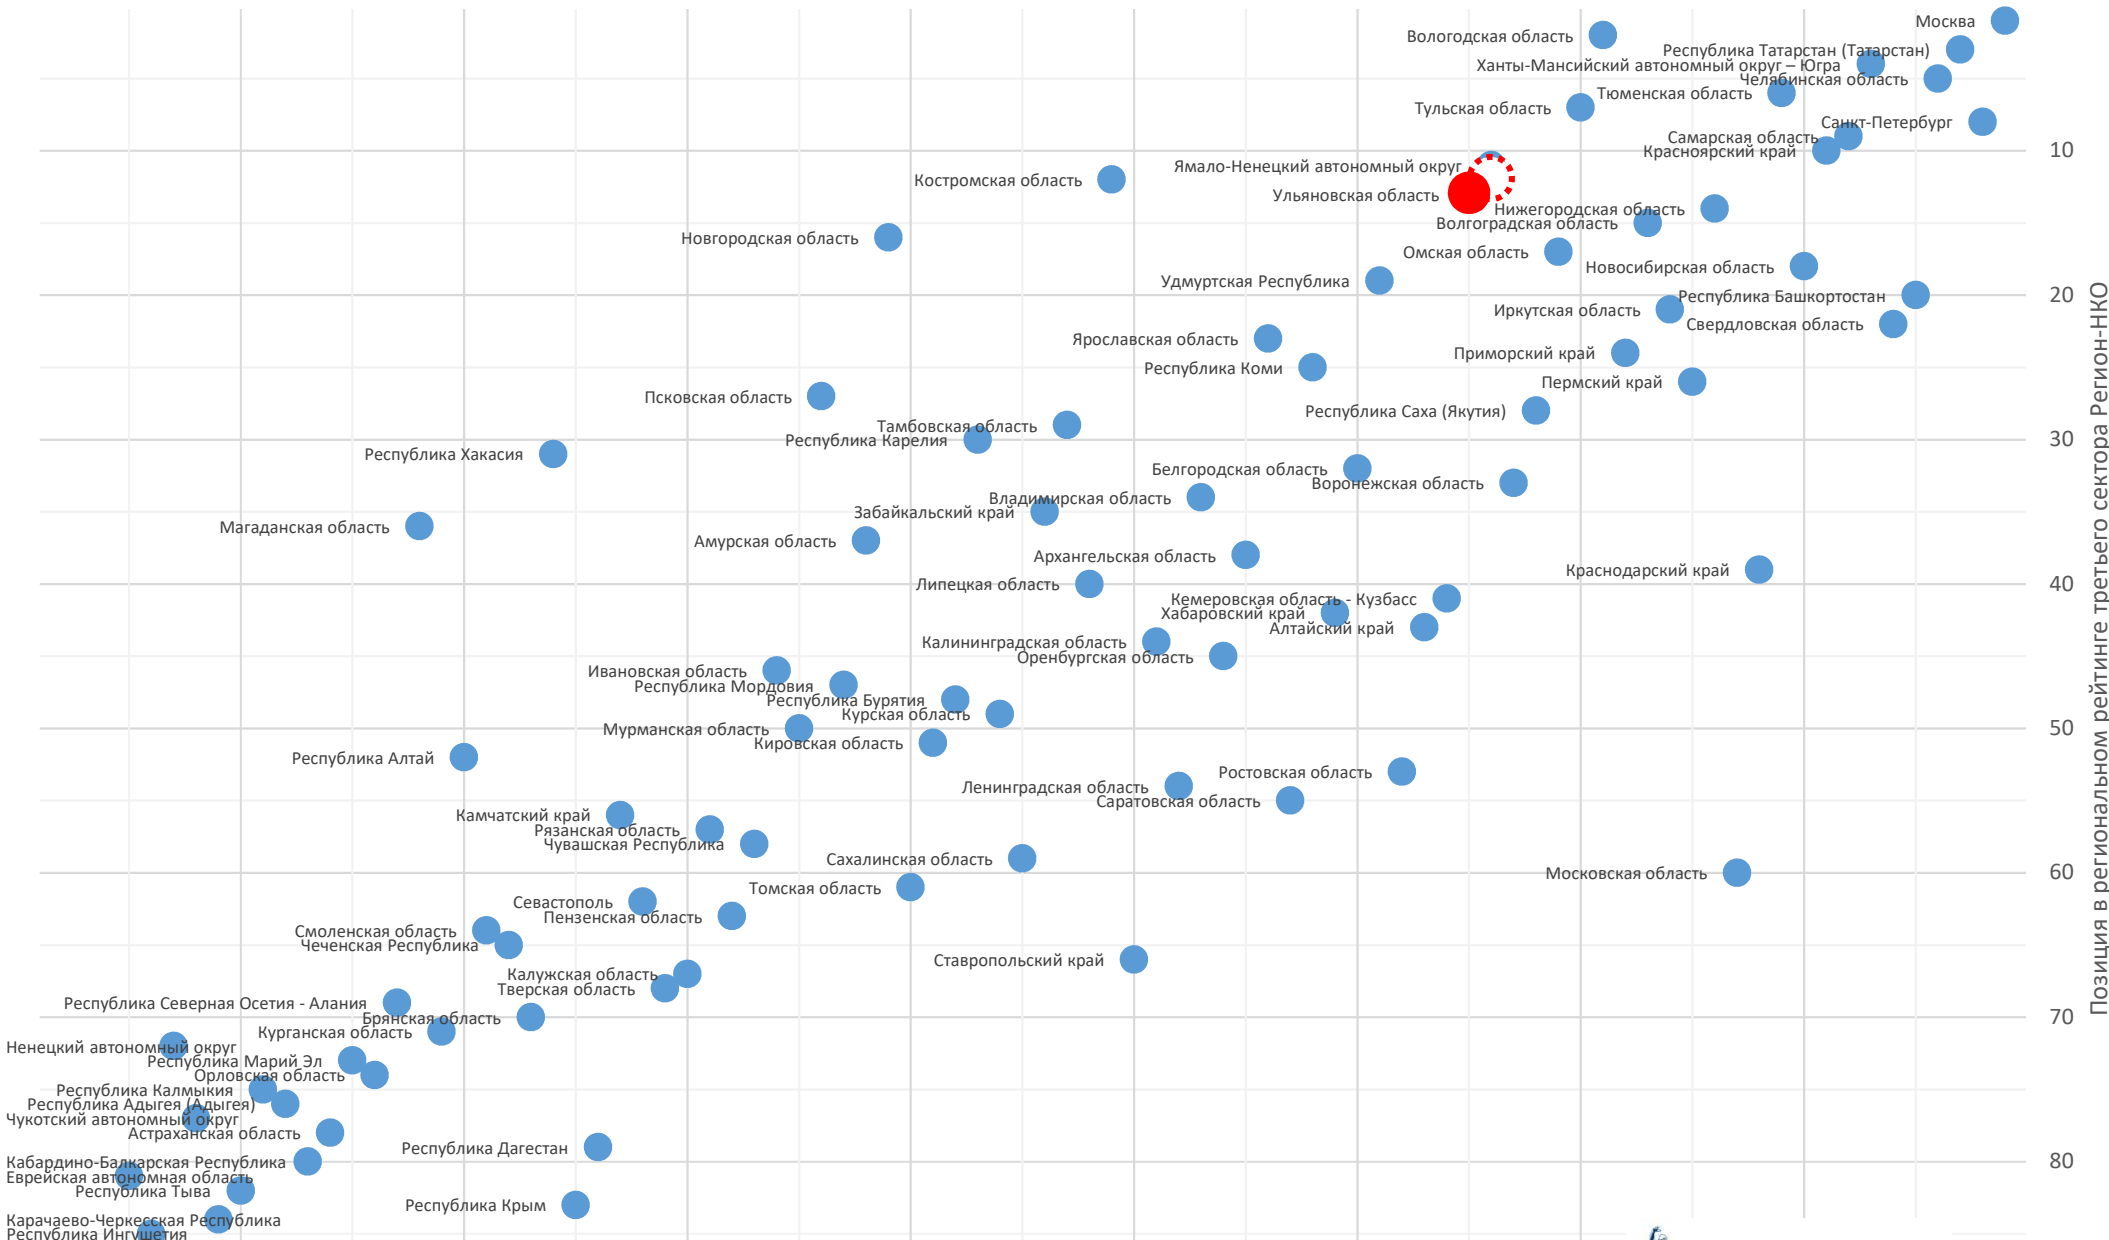 Москва
Вологодская область
Республика Татарстан (Татарстан)
Ханты-Мансийский автономный округ – Югра
Челябинская область
Тюменская область
Тульская область
Санкт-Петербург
Самарская область
Красноярский край
10
Ямало-Ненецкий автономный округ
Костромская область
Ульяновская область
Нижегородская область
Волгоградская область
Новгородская область
Омская область
Новосибирская область
Удмуртская Республика
Республика Башкортостан
20
Иркутская область
Свердловская область
Ярославская область
Приморский край
Республика Коми
Пермский край
Псковская область
Республика Саха (Якутия)
Тамбовская область
Республика Карелия
30
Республика Хакасия
Белгородская область
Воронежская область
Владимирская область
Забайкальский край
Магаданская область
Амурская область
Архангельская область
Краснодарский край
Липецкая область
40
Кемеровская область - Кузбасс
Хабаровский край
Алтайский край
Калининградская область
Оренбургская область
Ивановская область
Республика Мордовия
Республика Бурятия
Курская область
Мурманская область
50
Кировская область
Республика Алтай
Ростовская область
Ленинградская область
Саратовская область
Камчатский край
Рязанская область
Чувашская Республика
Сахалинская область
Московская область
60
Томская область
Севастополь
Пензенская область
Смоленская область
Чеченская Республика
Ставропольский край
Калужская область
Тверская область
Республика Северная Осетия - Алания
Брянская область
70
Курганская область
Ненецкий автономный округ
Республика Марий Эл
Орловская область
Республика Калмыкия
Республика Адыгея (Адыгея)
Чукотский автономный округ
Астраханская область
Республика Дагестан
Кабардино-Балкарская Республика
80
Еврейская автономная область
Республика Тыва
Республика Крым
Карачаево-Черкесская Республика
Республика Ингушетия
Позиция в региональном рейтинге третьего сектора Регион-НКО